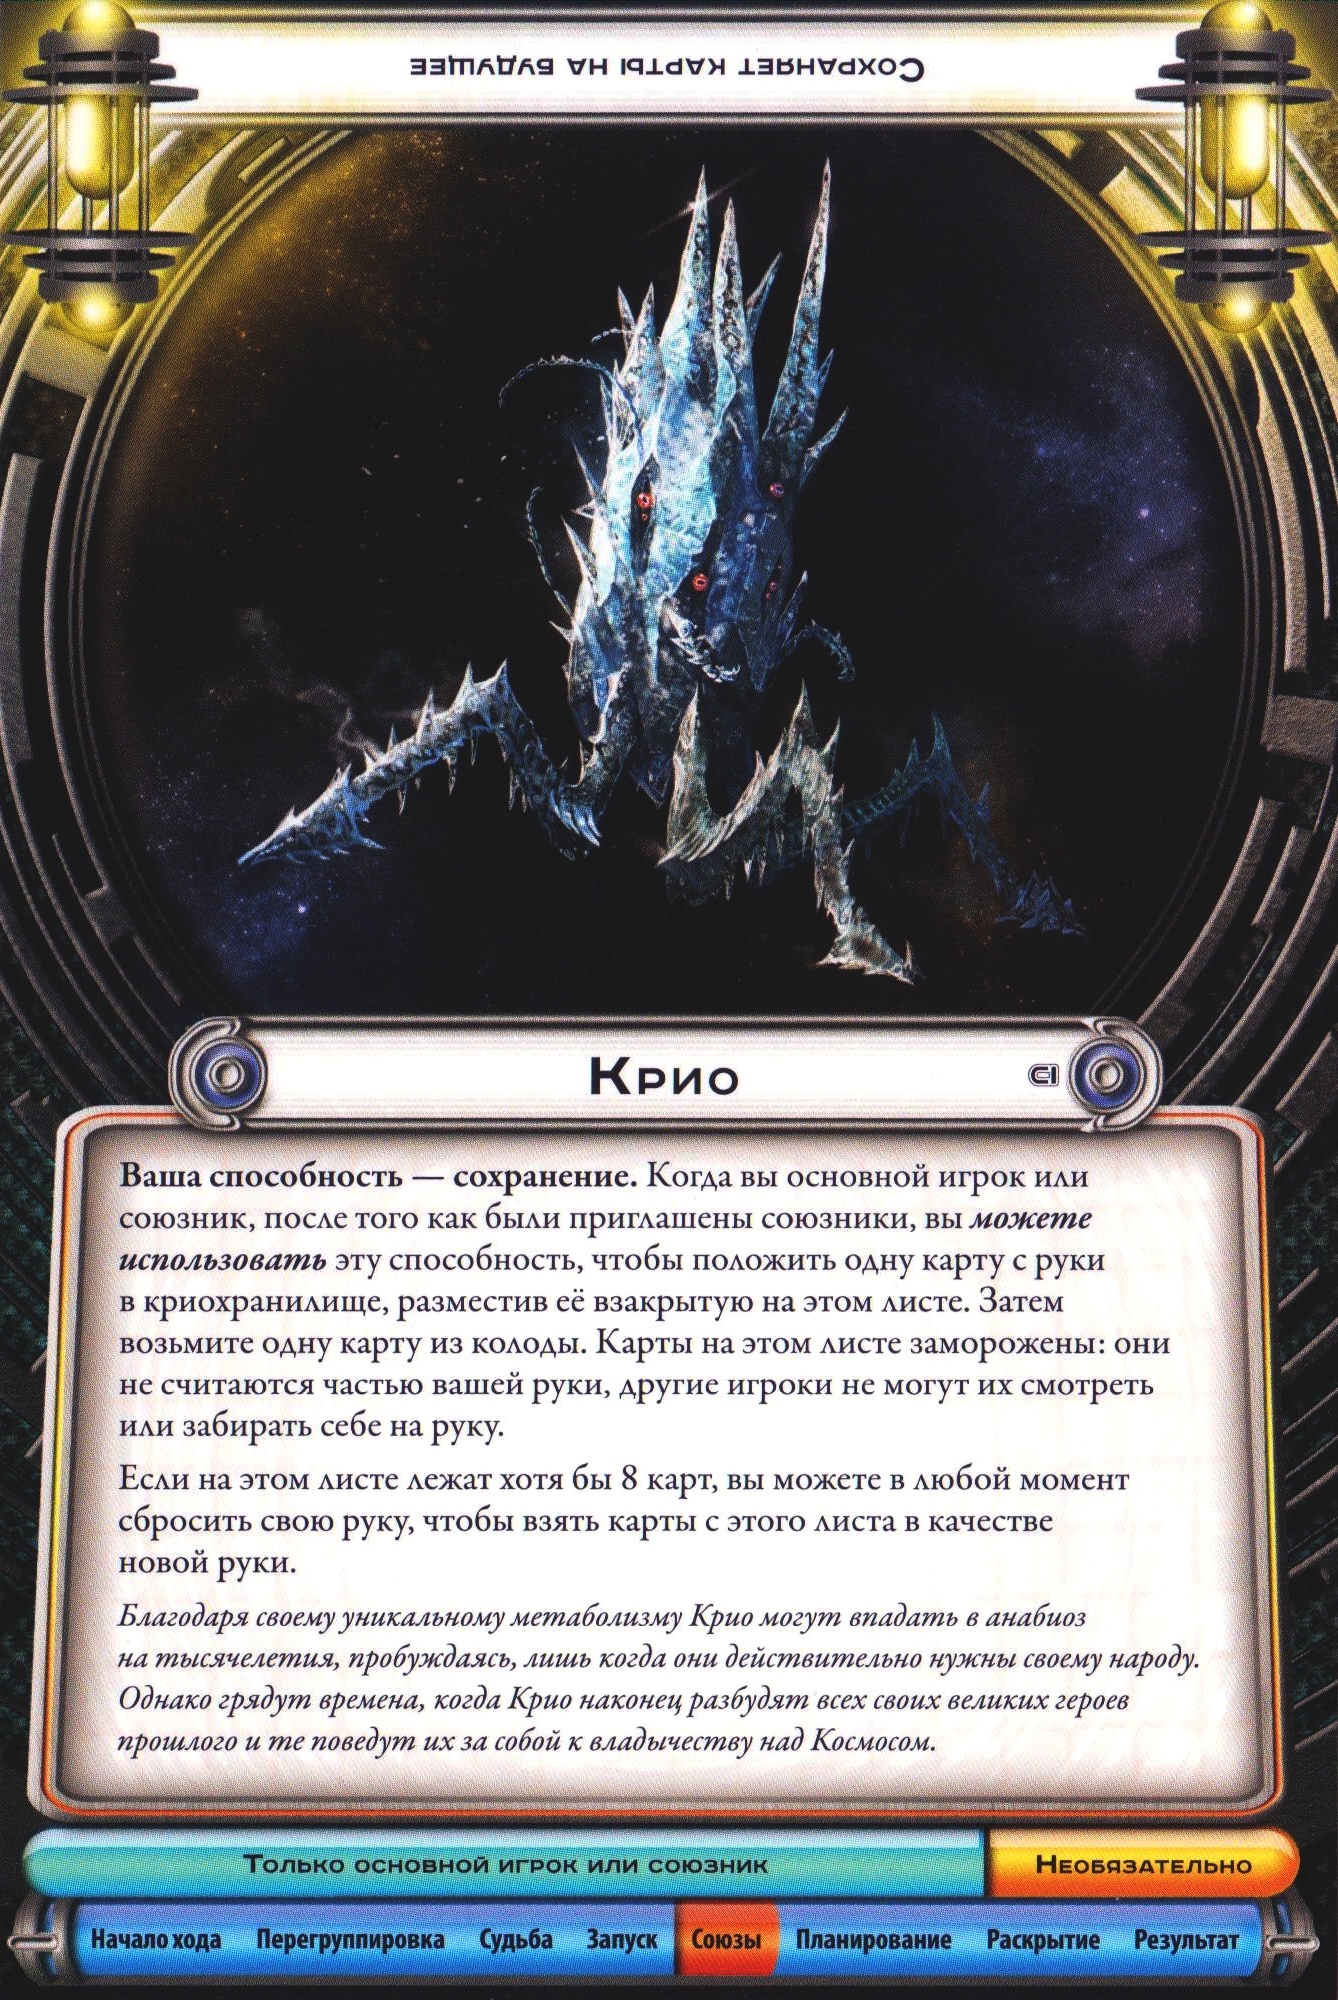 Сохраняет карты на будущее
Крио
Ваша способность — сохранение. Когда вы основной игрок или
союзник, после того как были приглашены союзники, вы можете
использовать эту способность, чтобы положить одну карту с руки
в криохранилище, разместив её взакрытую на этом листе. Затем
возьмите одну карту из колоды. Карты на этом листе заморожены: они
не считаются частью вашей руки, другие игроки не могут их смотреть
или забирать себе на руку.
Если на этом листе лежат хотя бы 8 карт, вы можете в любой момент
сбросить свою руку, чтобы взять карты с этого листа в качестве
новой руки.
Благодаря своему уникальному метаболизму Крио могут впадать в анабиоз
на тысячелетия, пробуждаясь, лишь когда они действительно нужны своему народу.
Однако грядут времена, когда Крио наконец разбудят всех своих великих героев
прошлого и те поведут их за собой к владычеству над Космосом.
Только основной игрок или союзник Необязательно
Начало хода Перегруппировка Судьба Запуск Союзы Планирование Раскрытие Результат